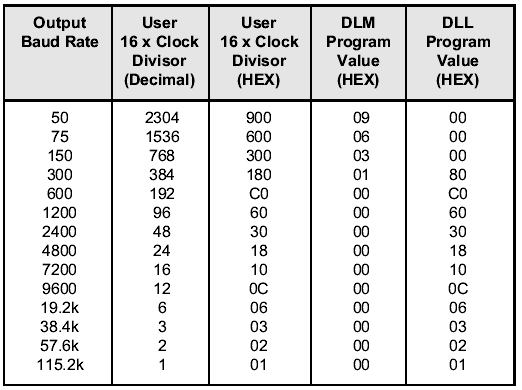 Output Baud Rate User 16 x Clock Divisor (Decimal) User 16 x Clock Divisor (HEX) DLM Program Value (HEX) DLL Program Value (HEX)
50 2304 900 09 00
75 1536 600 06 00
150 768 300 03 00
300 384 180 01 80
600 192 C0 00 C0
1200 96 60 00 60
2400 48 30 00 30
4800 24 18 00 18
7200 16 10 00 10
9600 12 0C 00 0C
19.2k 6 06 00 06
38.4k 3 03 00 03
57.6k 2 02 00 02
115.2k 1 01 00 01